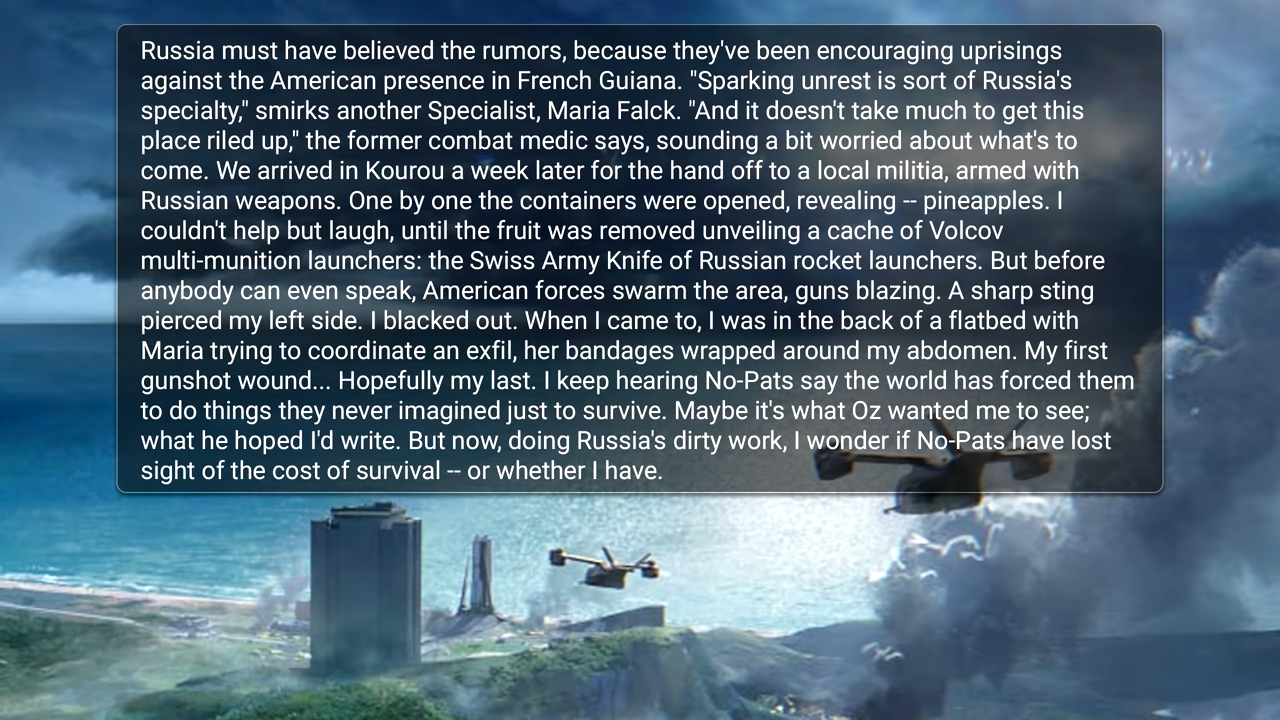 Russia must have believed the rumors, because they've been encouraging uprisings
against the American presence in French Guiana. "Sparking unrest is sort of Russia's
specialty," smirks another Specialist, Maria Falck. "And it doesn't take much to get this
place riled up," the former combat medic says, sounding a bit worried about what's to
come. We arrived in Kourou a week later for the hand off to a local militia, armed with
Russian weapons. One by one the containers were opened, revealing -- pineapples. I
couldn't help but laugh, until the fruit was removed unveiling a cache of Volcov
multi-munition launchers: the Swiss Army Knife of Russian rocket launchers. But before
anybody can even speak, American forces swarm the area, guns blazing. A sharp sting
pierced my left side. I blacked out. When I came to, I was in the back of a flatbed with
Maria trying to coordinate an exfil, her bandages wrapped around my abdomen. My first
gunshot wound... Hopefully my last. I keep hearing No-Pats say the world has forced them
to do things they never imagined just to survive. Maybe it's what Oz wanted me to see;
what he hoped I'd write. But now, doing Russia's dirty work, I wonder if No-Pats have lost
sight of the cost of survival -- or whether I have.